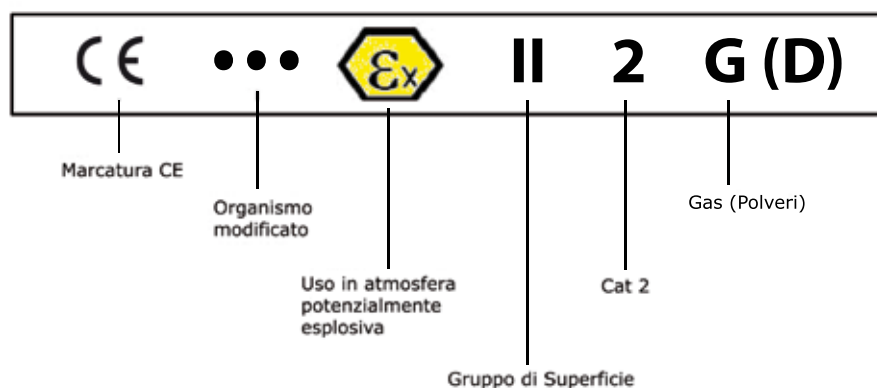 CE ••• Ex II 2 G (D)
Marcatura CE
Organismo
modificato
Gas (Polveri)
Uso in atmosfera
potenzialmente
esplosiva
Cat 2
Gruppo di Superficie